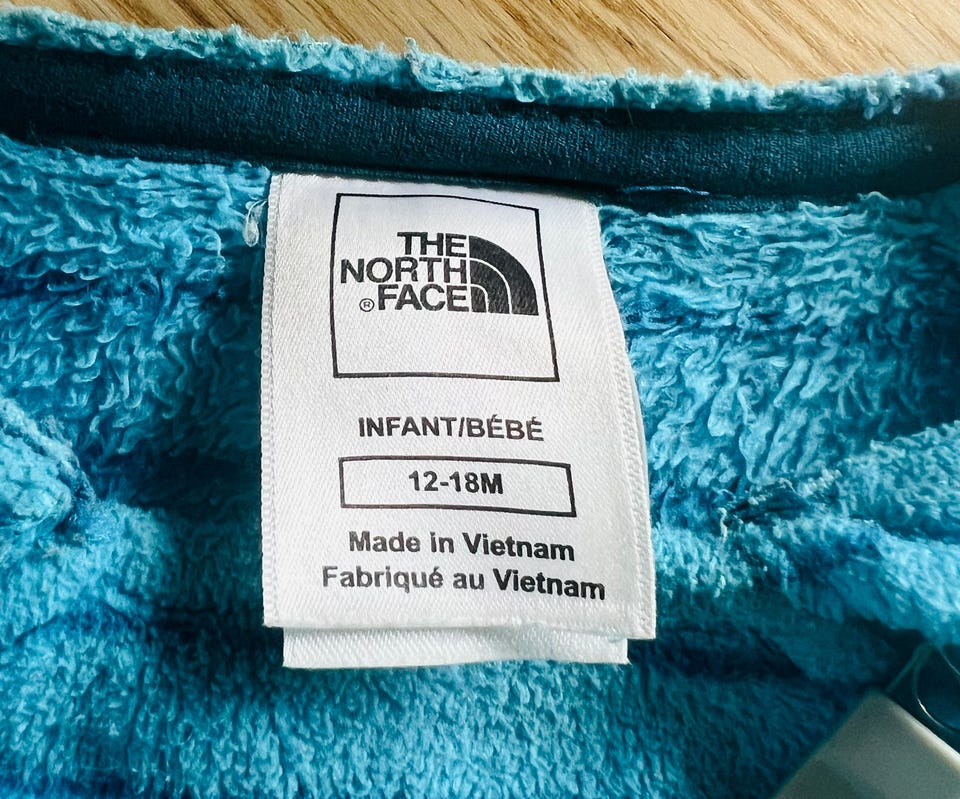 THE
NORTH
® FACE
INFANT/BÉBÉ
12-18M
Made in Vietnam
Fabriqué au Vietnam